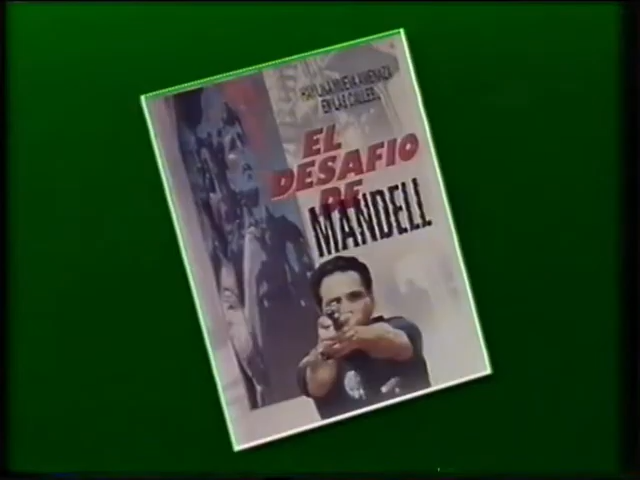 HAY UNA NUEVA AMENAZA
EN LAS CALLES...
EL
DESAFIO
DE
MANDELL